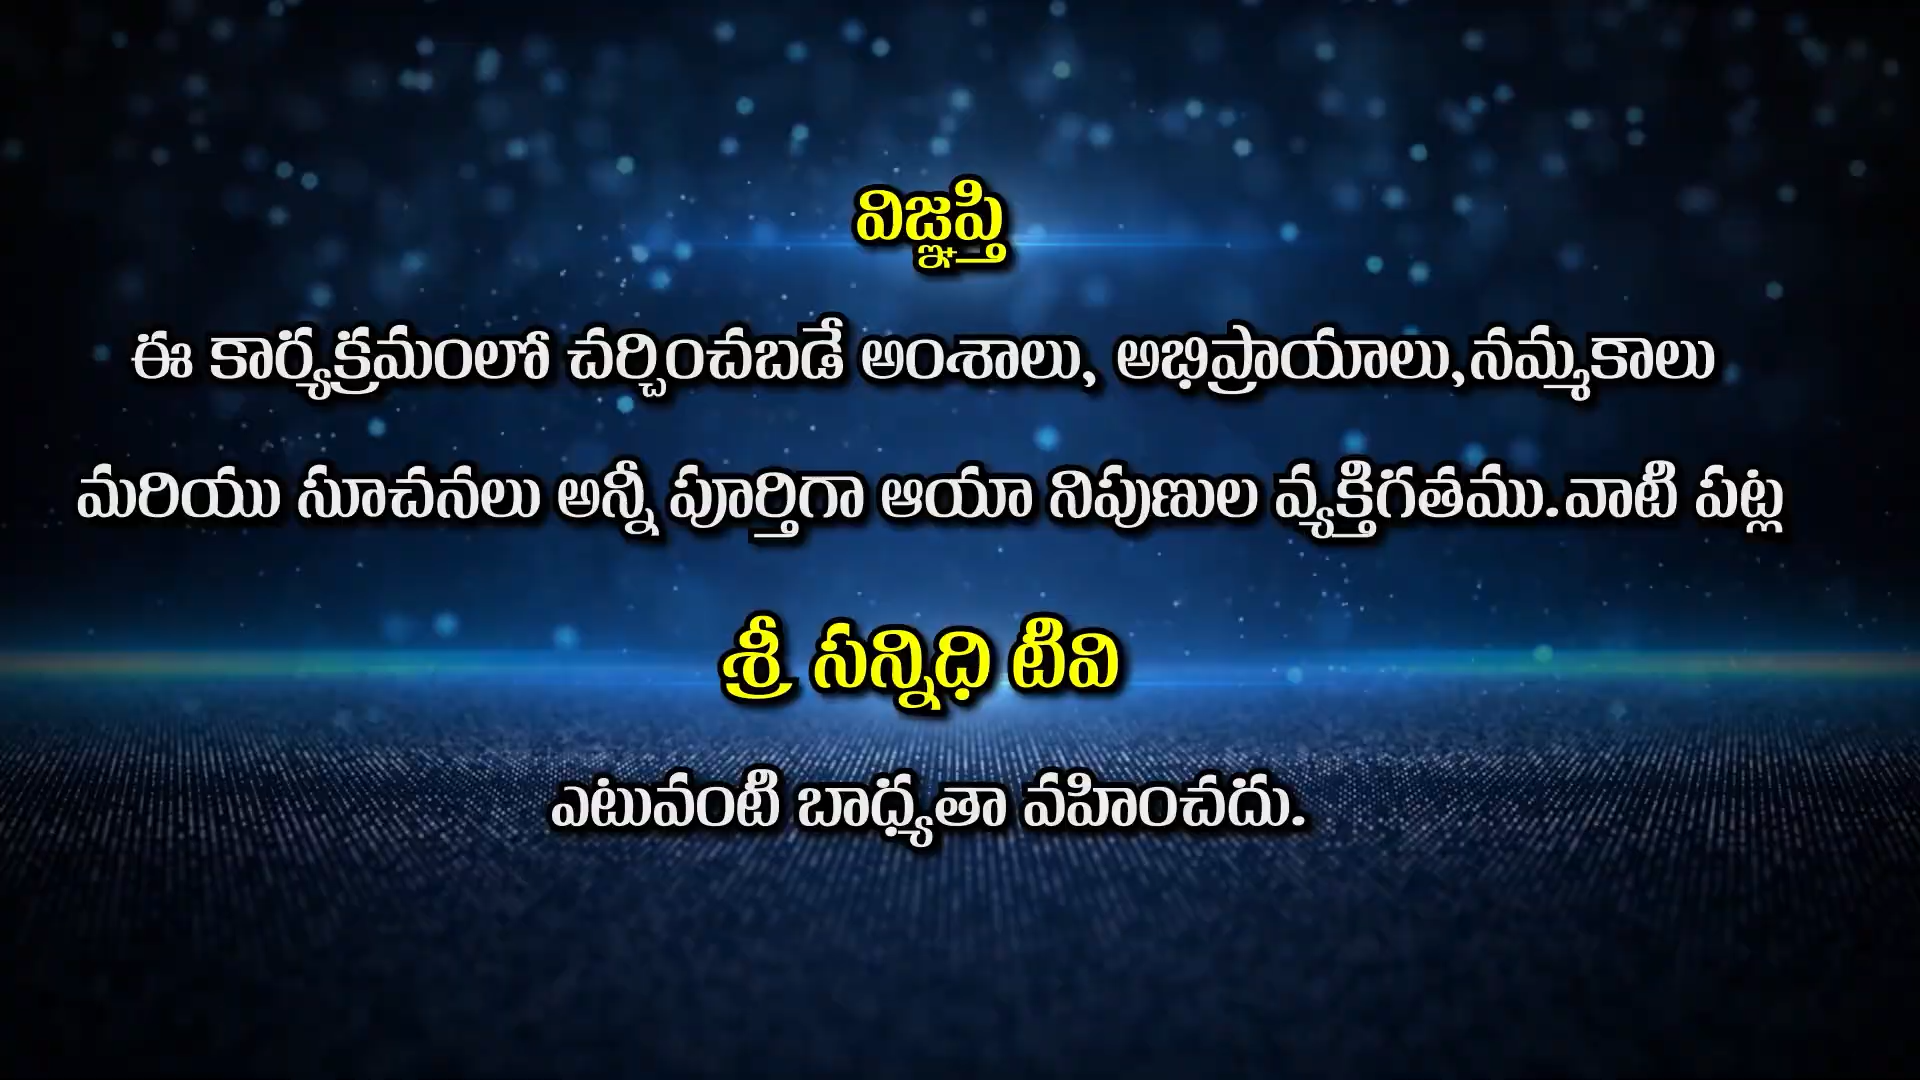 విజ్ఞప్తి
ఈ కార్యక్రమంలో చర్చించబడే అంశాలు, అభిప్రాయాలు,నమ్మకాలు
మరియు సూచనలు అన్నీ పూర్తిగా ఆయా నిపుణుల వ్యక్తిగతము.వాటి పట్ల
శ్రీ సన్నిధి టివి
ఎటువంటి బాధ్యతా వహించదు.